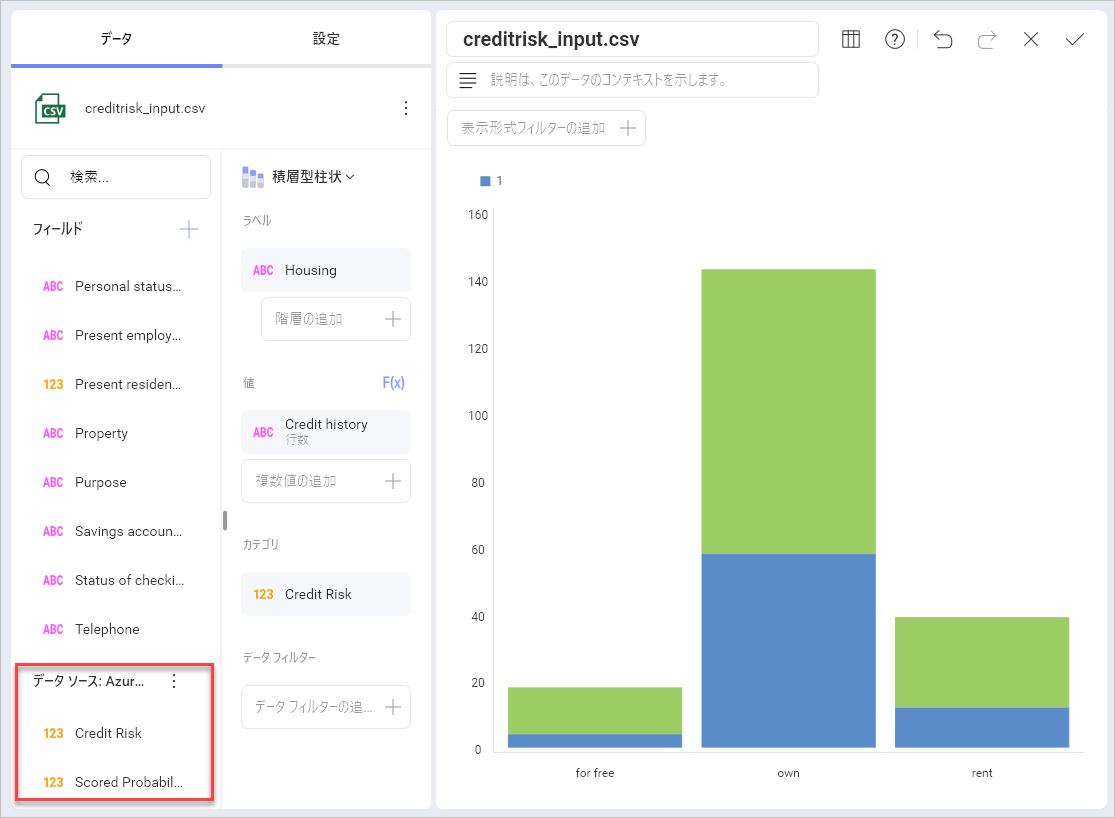 データ
設定
CSV
creditrisk_input.csv
検索...
フィールド
ABC Personal status...
ABC Present employ...
123 Present residen...
ABC Property
ABC Purpose
ABC Savings accoun...
ABC Status of checki...
ABC Telephone
データ ソース: Azur...
123 Credit Risk
123 Scored Probabil...
積層型柱状
ラベル
ABC Housing
階層の追加
値
F(x)
ABC Credit history
行数
複数値の追加
カテゴリ
123 Credit Risk
データ フィルター
データ フィルターの追...
creditrisk_input.csv
説明は、このデータのコンテキストを示します。
表示形式フィルターの追加
1
160
140
120
100
80
60
40
20
0
for free
own
rent